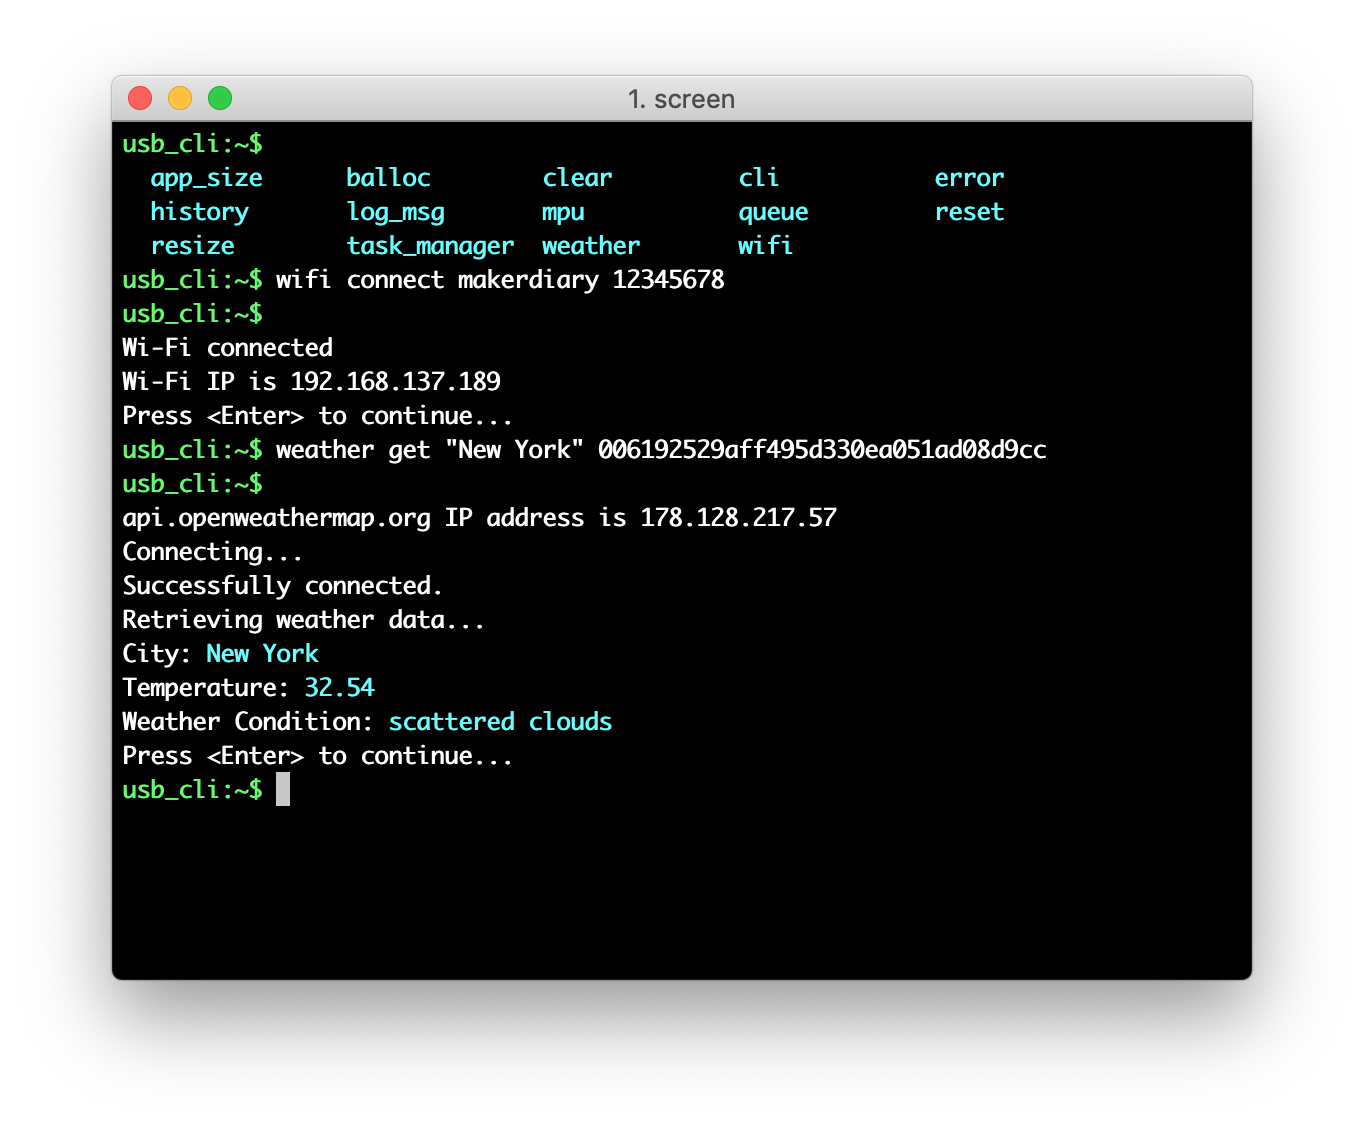 1. screen
usb_cli:~$
app_size balloc clear cli error
history log_msg mpu queue reset
resize task_manager weather wifi
usb_cli:~$ wifi connect makerdiary 12345678
usb_cli:~$
Wi-Fi connected
Wi-Fi IP is 192.168.137.189
Press <Enter> to continue...
usb_cli:~$ weather get "New York" 006192529aff495d330ea051ad08d9cc
usb_cli:~$
api.openweathermap.org IP address is 178.128.217.57
Connecting...
Successfully connected.
Retrieving weather data...
City: New York
Temperature: 32.54
Weather Condition: scattered clouds
Press <Enter> to continue...
usb_cli:~$